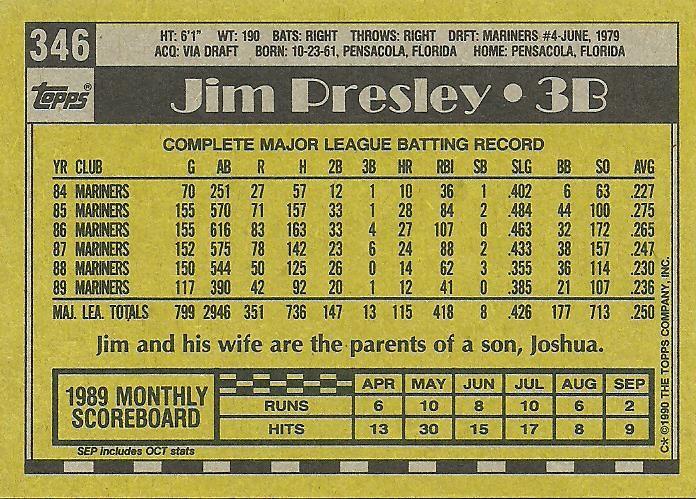 346
HT: 6'1" WT: 190 BATS: RIGHT THROWS: RIGHT DRFT: MARINERS #4-JUNE, 1979
ACQ: VIA DRAFT BORN: 10-23-61, PENSACOLA, FLORIDA HOME: PENSACOLA, FLORIDA
TOPPS®
Jim Presley • 3B
COMPLETE MAJOR LEAGUE BATTING RECORD
YR CLUB G AB R H 2B 3B HR RBI SB SLG BB SO AVG
84 MARINERS 70 251 27 57 12 1 10 36 1 .402 6 63 .227
85 MARINERS 155 570 71 157 33 1 28 84 2 .484 44 100 .275
86 MARINERS 155 616 83 163 33 4 27 107 0 .463 32 172 .265
87 MARINERS 152 575 78 142 23 6 24 88 2 .433 38 157 .247
88 MARINERS 150 544 50 125 26 0 14 62 3 .355 36 114 .230
89 MARINERS 117 390 42 92 20 1 12 41 0 .385 21 107 .236
MAJ. LEA. TOTALS 799 2946 351 736 147 13 115 418 8 .426 177 713 .250
Jim and his wife are the parents of a son, Joshua.
1989 MONTHLY SCOREBOARD
APR MAY JUN JUL AUG SEP
RUNS 6 10 8 10 6 2
HITS 13 30 15 17 8 9
SEP includes OCT stats
C* ©1990 THE TOPPS COMPANY, INC.